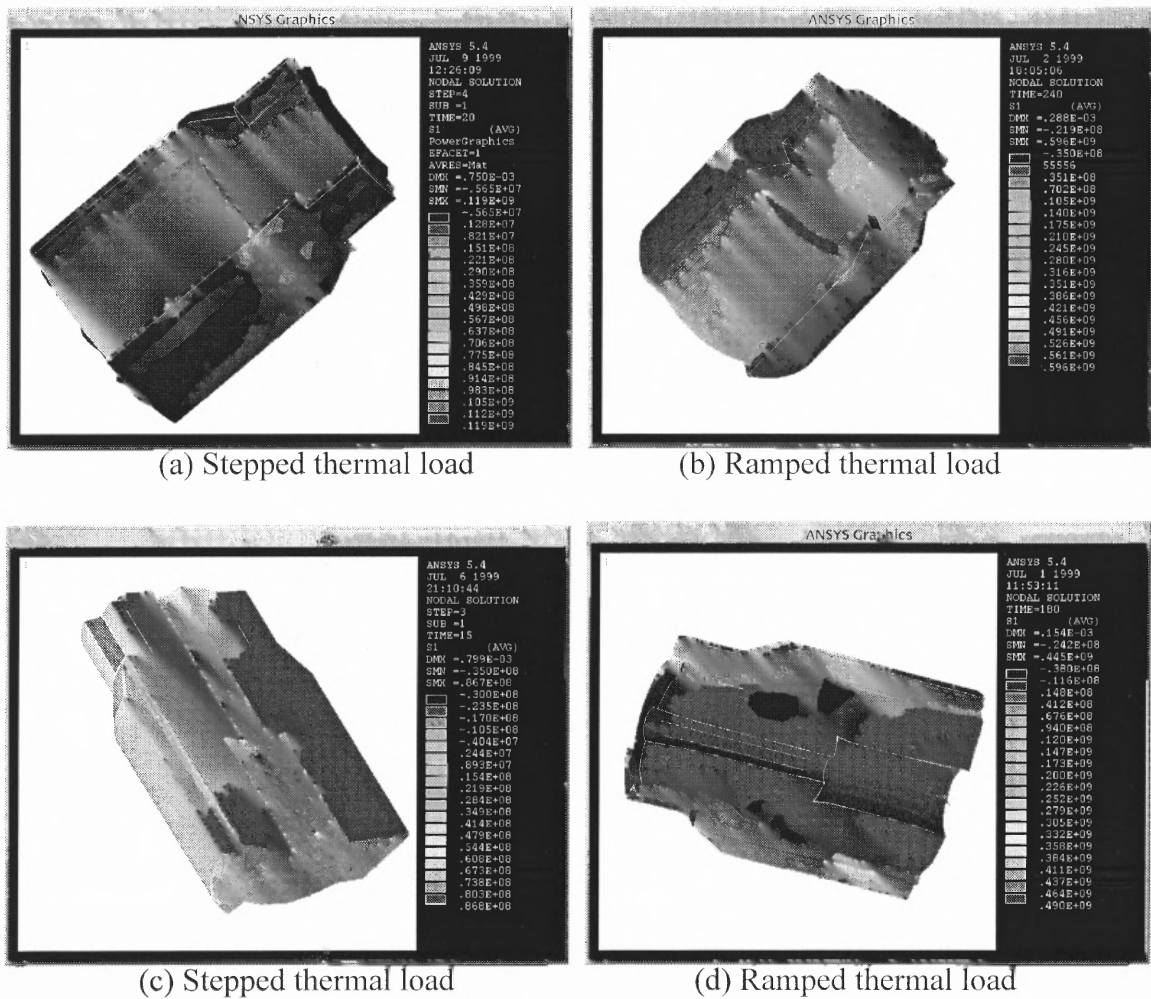 NSYS Graphics
ANSYS 5.4
JUL 9 1999
12:26:09
NODAL SOLUTION
STEP=4
SUB =1
TIME=20
S1 (AVG)
PowerGraphics
EFACET=1
AVRES=Mat
DMX =.750E-03
SMN =-.565E+07
SMX =.119E+09
-.565E+07
.128E+07
.821E+07
.151E+08
.221E+08
.290E+08
.359E+08
.429E+08
.498E+08
.567E+08
.637E+08
.706E+08
.775E+08
.845E+08
.914E+08
.983E+08
.105E+09
.112E+09
.119E+09
(a) Stepped thermal load
ANSYS Graphics
ANSYS 5.4
JUL 2 1999
18:05:06
NODAL SOLUTION
TIME=240
S1 (AVG)
DMX =.288E-03
SMN =-.219E+08
SMX =.596E+09
-.350E+08
55556
.351E+08
.702E+08
.105E+09
.140E+09
.175E+09
.210E+09
.245E+09
.280E+09
.316E+09
.351E+09
.386E+09
.421E+09
.456E+09
.491E+09
.526E+09
.561E+09
.596E+09
(b) Ramped thermal load
ANSYS 5.4
JUL 6 1999
21:10:44
NODAL SOLUTION
STEP=3
SUB =1
TIME=15
S1 (AVG)
DMX =.799E-03
SMN =-.350E+08
SMX =.867E+08
-.300E+08
-.235E+08
-.170E+08
-.105E+08
-.404E+07
.244E+07
.893E+07
.154E+08
.219E+08
.284E+08
.349E+08
.414E+08
.479E+08
.544E+08
.608E+08
.673E+08
.738E+08
.803E+08
.868E+08
(c) Stepped thermal load
ANSYS Graphics
ANSYS 5.4
JUL 1 1999
11:53:11
NODAL SOLUTION
TIME=180
S1 (AVG)
DMX =.154E-03
SMN =-.242E+08
SMX =.445E+09
-.380E+08
-.116E+08
.148E+08
.412E+08
.676E+08
.940E+08
.120E+09
.147E+09
.173E+09
.200E+09
.226E+09
.252E+09
.279E+09
.305E+09
.332E+09
.358E+09
.384E+09
.411E+09
.437E+09
.464E+09
.490E+09
(d) Ramped thermal load